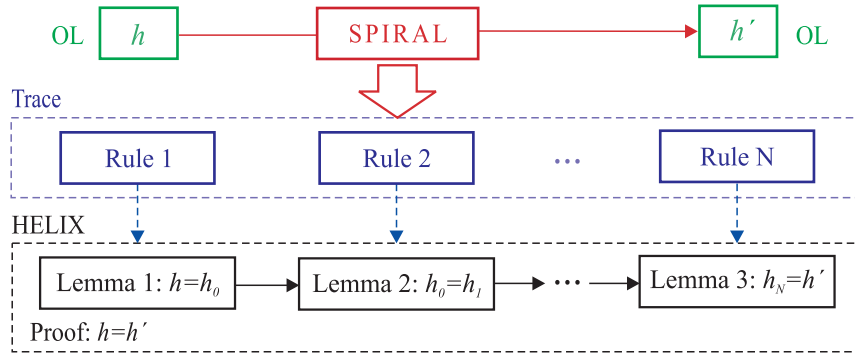 OL h SPIRAL h´ OL
Trace
Rule 1 Rule 2 ... Rule N
HELIX
Lemma 1: h=h₀ Lemma 2: h₀=h₁ ... Lemma 3: h_N=h´
Proof: h=h´